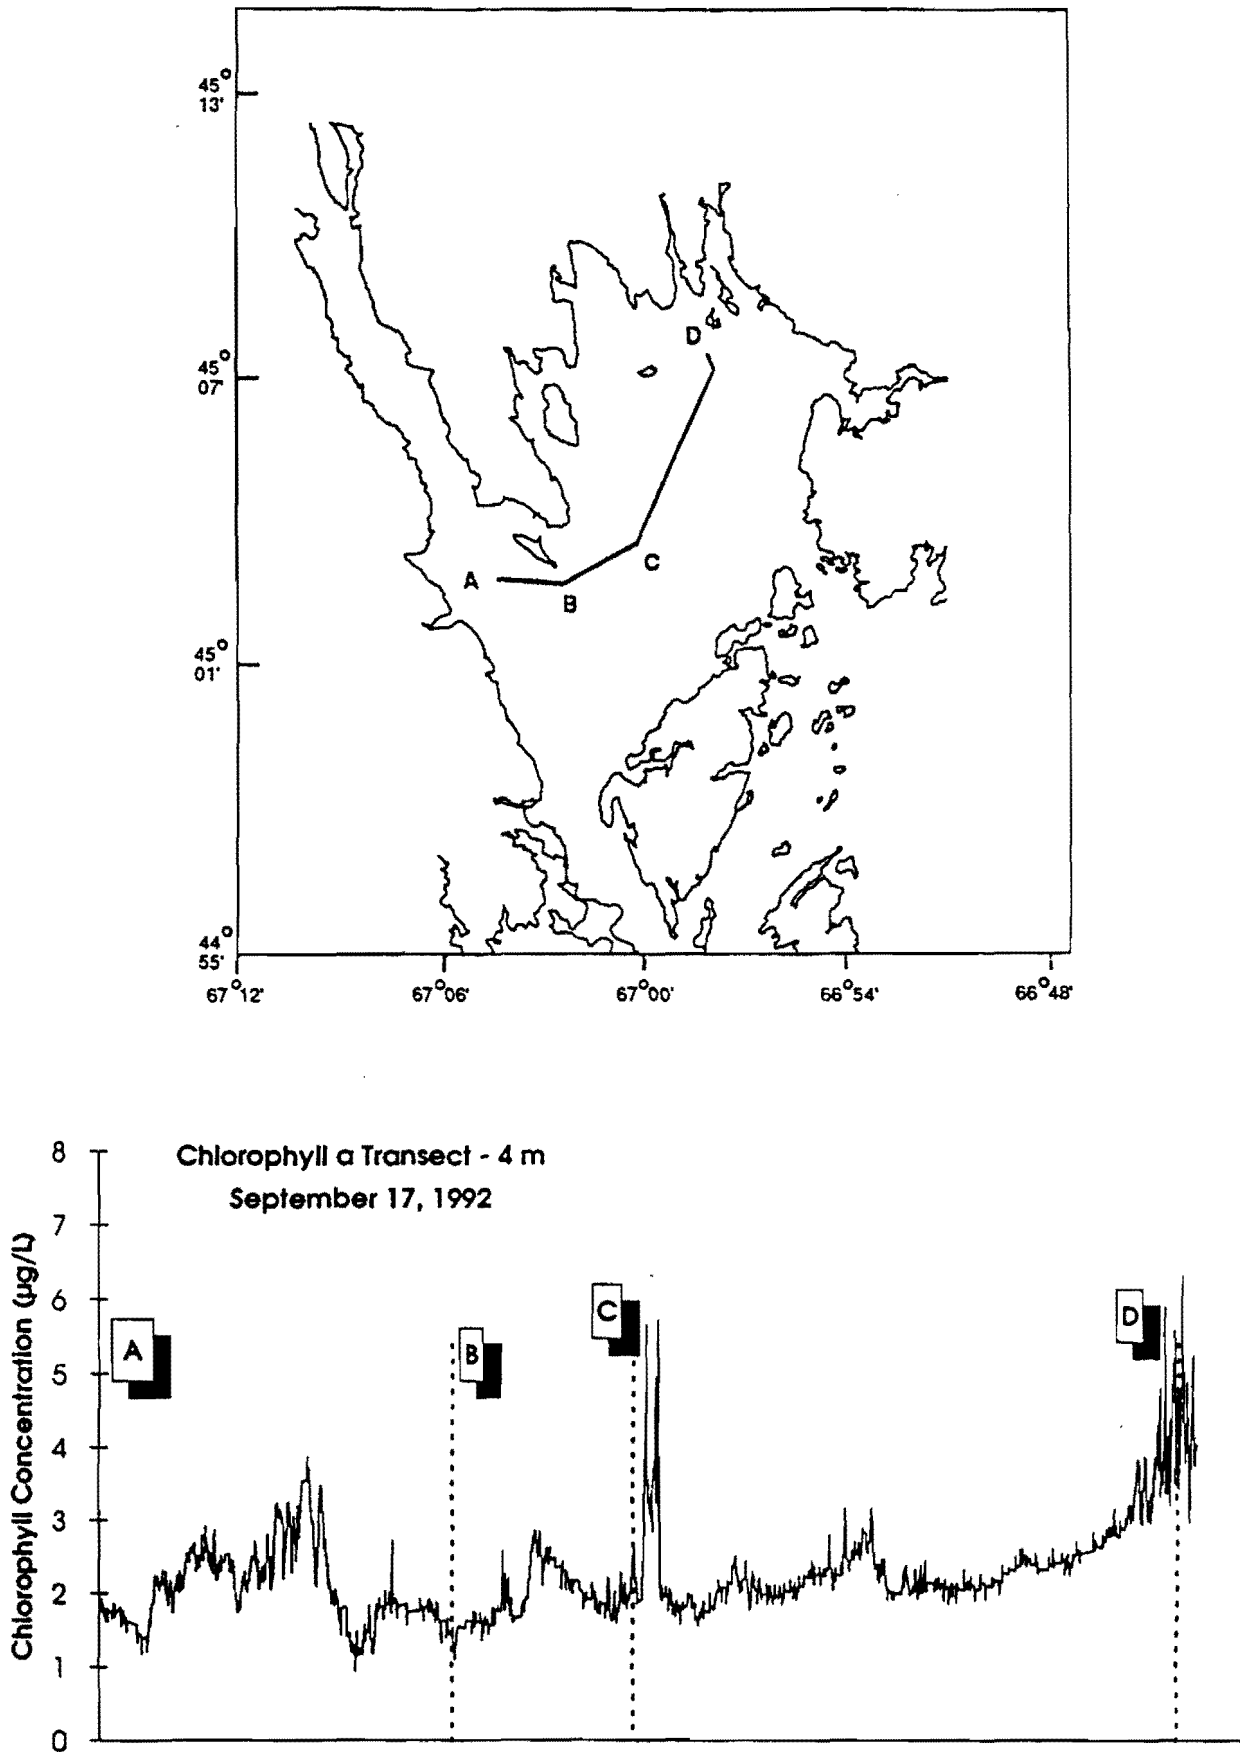 45°
13'
D
45°
07'
C
A
B
45°
01'
44°
55'
67°12'
67°06'
67°00'
66°54'
66°48'
Chlorophyll a Transect - 4 m
September 17, 1992
Chlorophyll Concentration (µg/L)
8
7
6
5
4
3
2
1
0
A
B
C
D